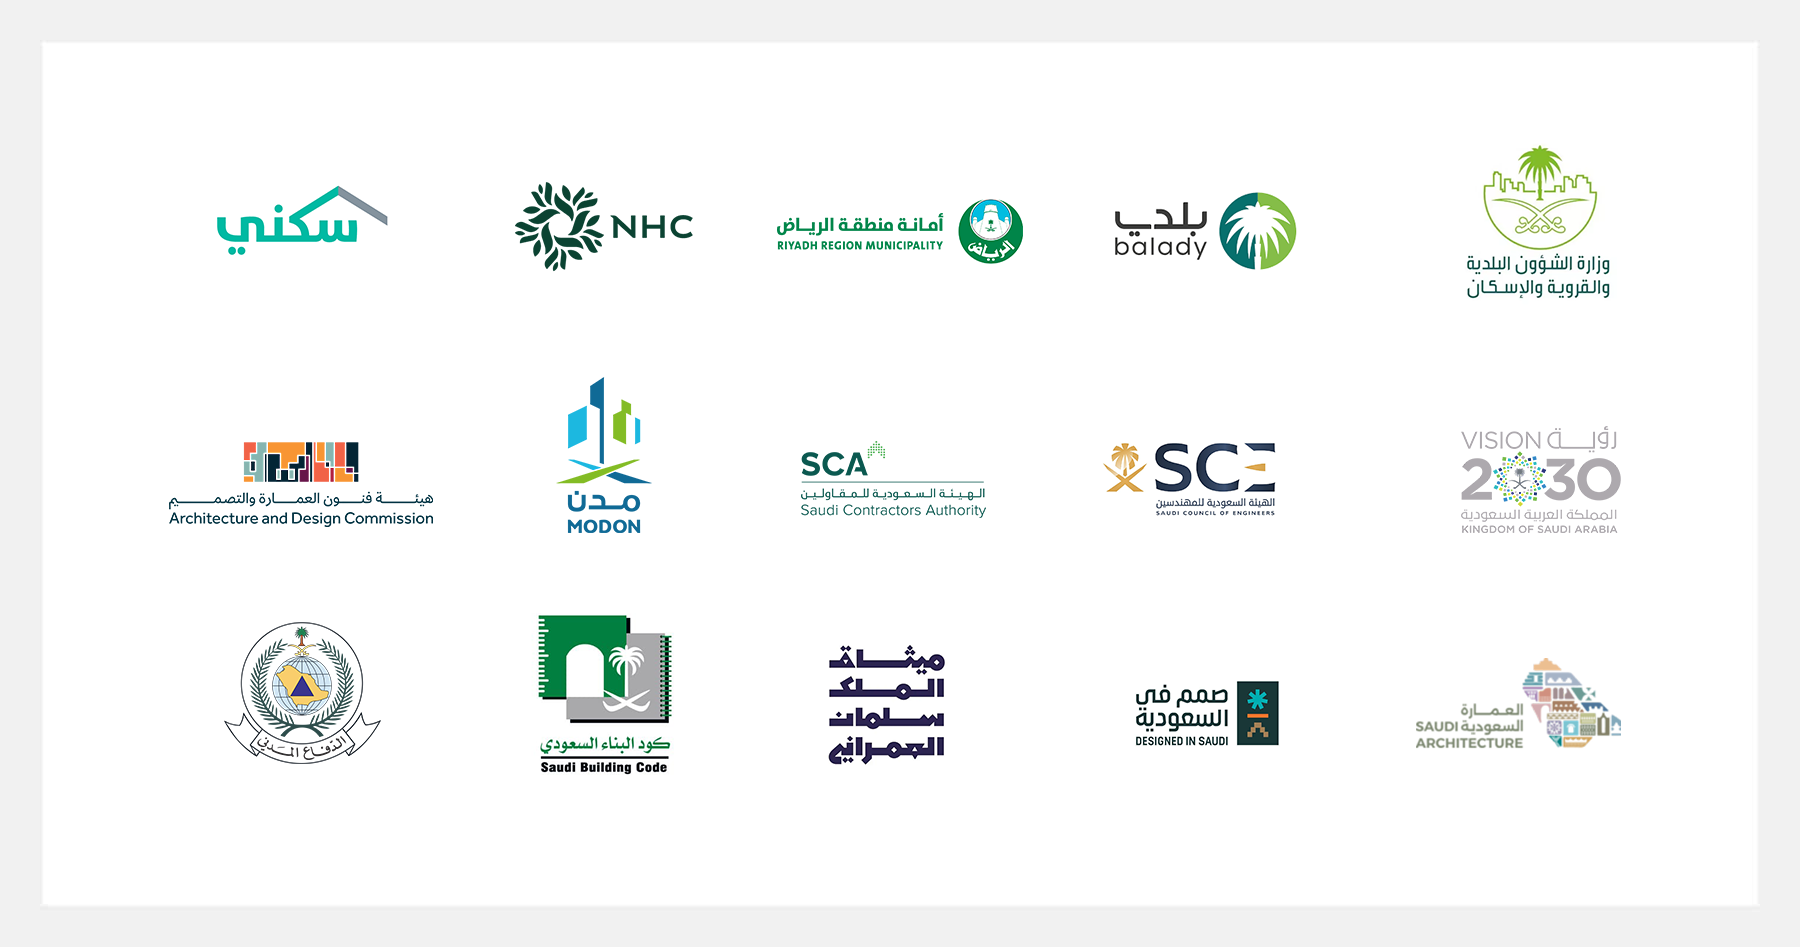 سكني
NHC
أمانة منطقة الرياض
RIYADH REGION MUNICIPALITY
الرياض
بلدي
balady
وزارة الشؤون البلدية
والقروية والإسكان
هيئة فنون العمارة والتصميم
Architecture and Design Commission
مدن
MODON
SCA
الهيئة السعودية للمقاولين
Saudi Contractors Authority
SCE
الهيئة السعودية للمهندسين
SAUDI COUNCIL OF ENGINEERS
VISION رؤية
2030
المملكة العربية السعودية
KINGDOM OF SAUDI ARABIA
الدفاع المدني
كود البناء السعودي
Saudi Building Code
ميثاق
الملك
سلمان
العمراني
صمم في
السعودية
DESIGNED IN SAUDI
العمارة
SAUDI السعودية
ARCHITECTURE